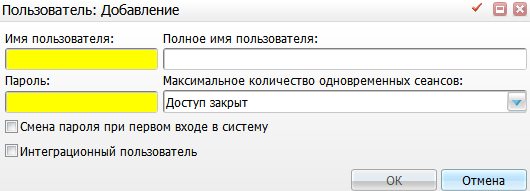 Пользователь: Добавление
Имя пользователя: Полное имя пользователя:
Пароль: Максимальное количество одновременных сеансов:
Доступ закрыт
Смена пароля при первом входе в систему
Интеграционный пользователь
ОК Отмена